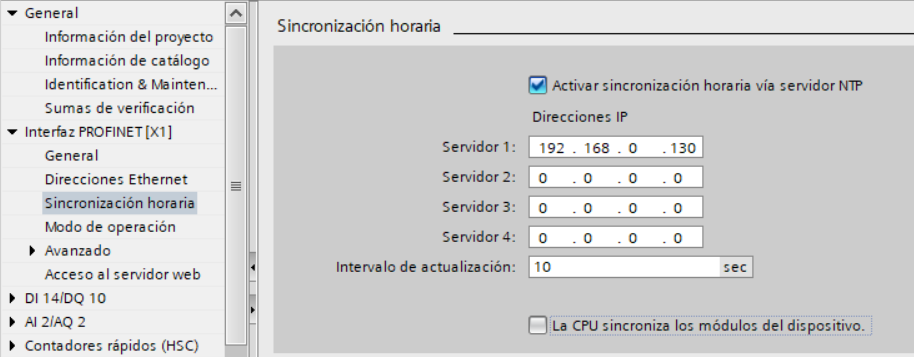 General
Información del proyecto
Información de catálogo
Identification & Mainten...
Sumas de verificación
Interfaz PROFINET [X1]
General
Direcciones Ethernet
Sincronización horaria
Modo de operación
Avanzado
Acceso al servidor web
DI 14/DQ 10
AI 2/AQ 2
Contadores rápidos (HSC)
Sincronización horaria
Activar sincronización horaria vía servidor NTP
Direcciones IP
Servidor 1: 192 . 168 . 0 . 130
Servidor 2: 0 . 0 . 0 . 0
Servidor 3: 0 . 0 . 0 . 0
Servidor 4: 0 . 0 . 0 . 0
Intervalo de actualización: 10 sec
La CPU sincroniza los módulos del dispositivo.